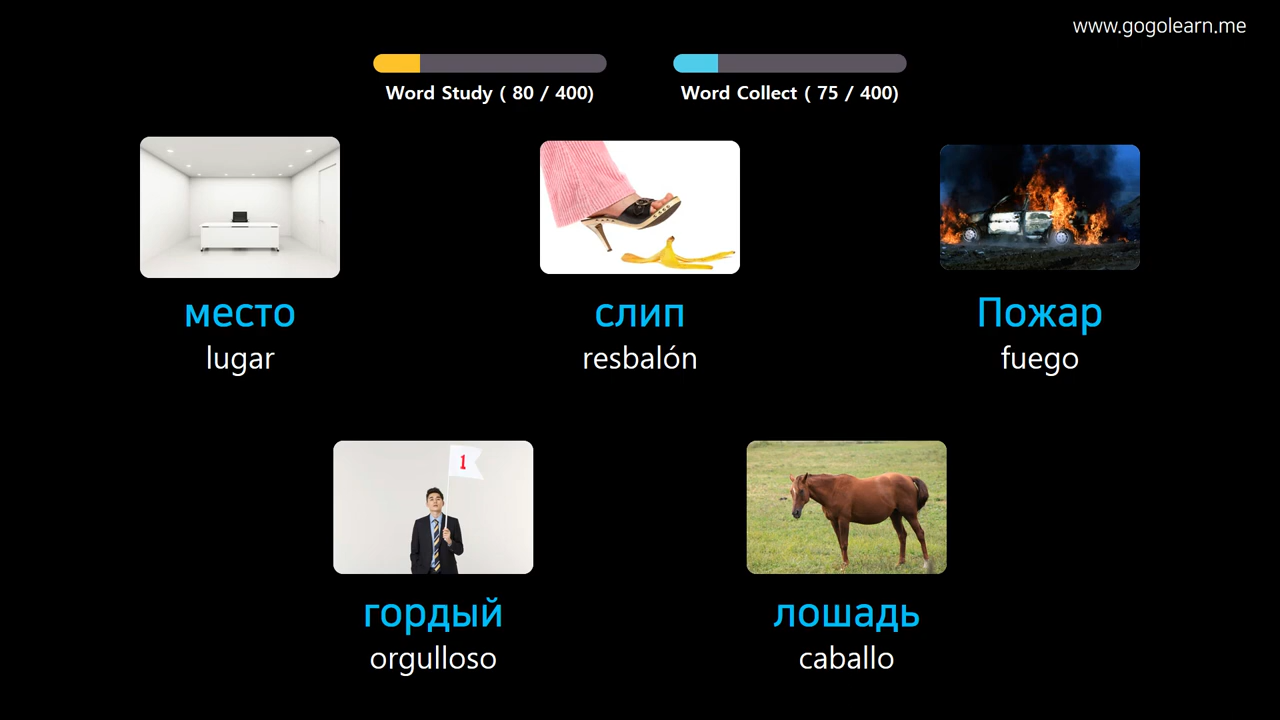 www.gogolearn.me
Word Study ( 80 / 400)
Word Collect ( 75 / 400)
место
lugar
слип
resbalón
Пожар
fuego
1
гордый
orgulloso
лошадь
caballo